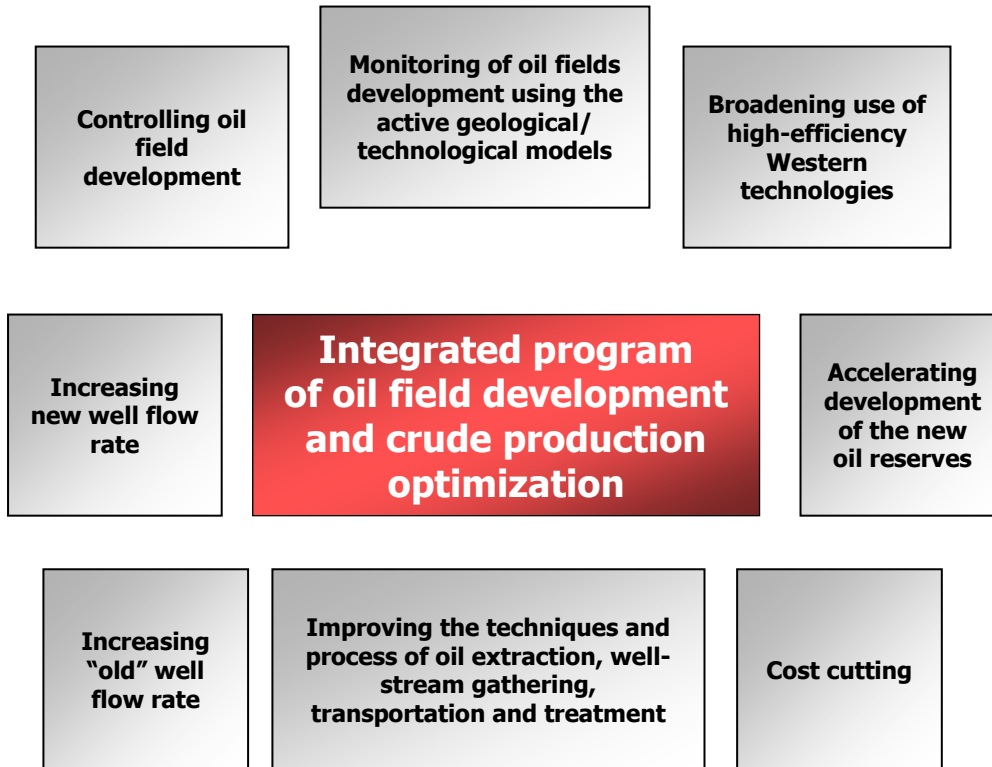 Controlling oil
field
development
Monitoring of oil fields
development using the
active geological/
technological models
Broadening use of
high-efficiency
Western
technologies
Increasing
new well flow
rate
Integrated program
of oil field development
and crude production
optimization
Accelerating
development
of the new
oil reserves
Increasing
“old” well
flow rate
Improving the techniques and
process of oil extraction, well-
stream gathering,
transportation and treatment
Cost cutting